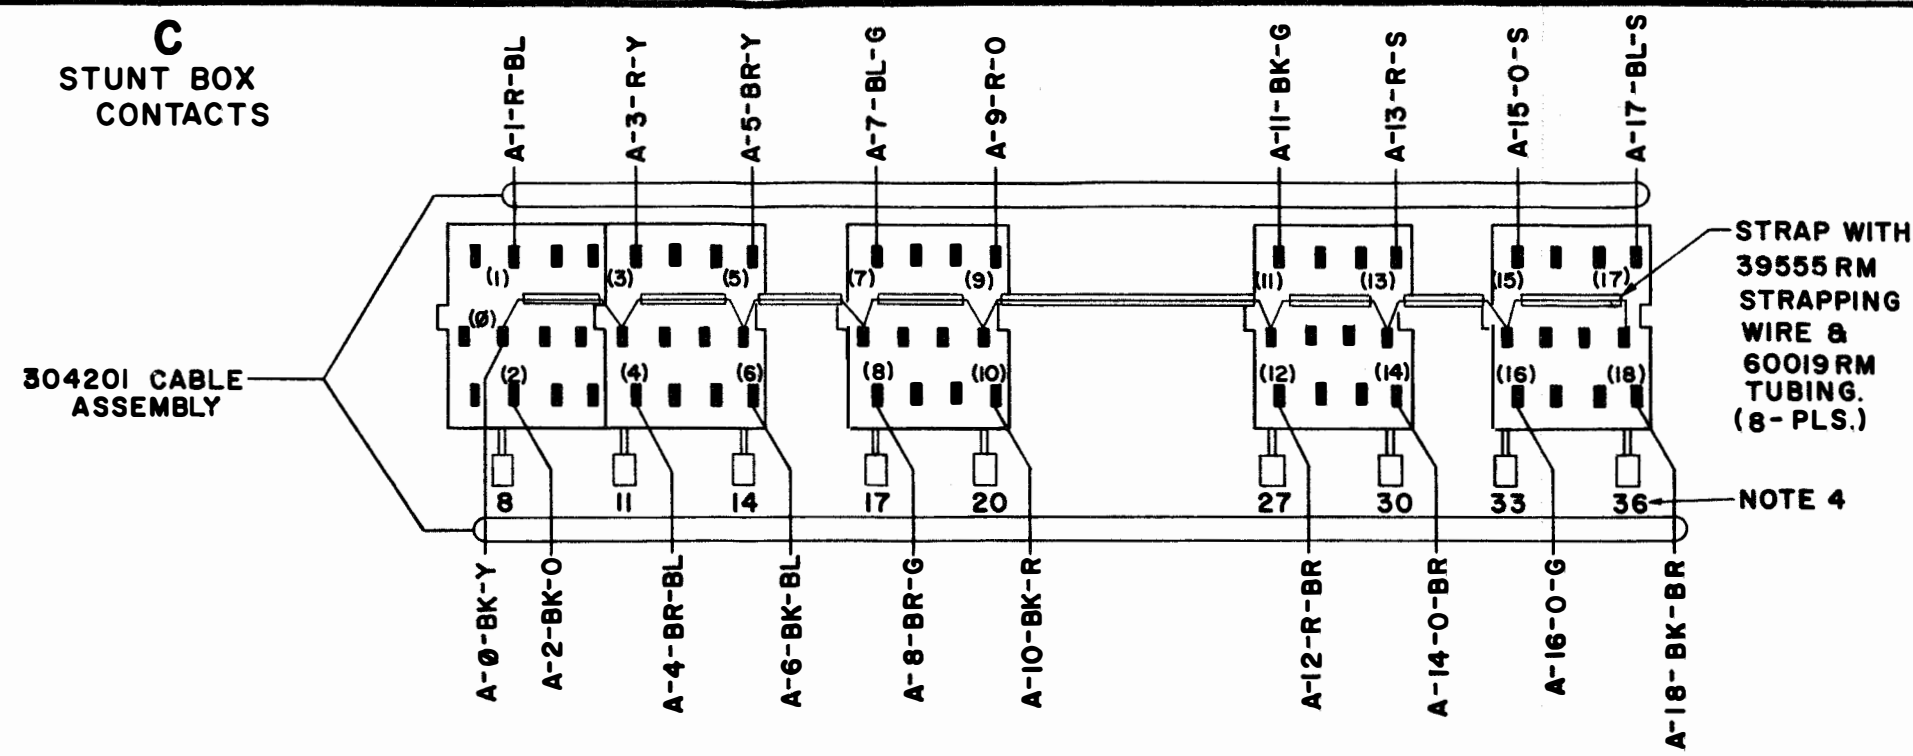 C
STUNT BOX
CONTACTS
A-1-R-BL
A-3-R-Y
A-5-BR-Y
A-7-BL-G
A-9-R-O
A-11-BK-G
A-13-R-S
A-15-O-S
A-17-BL-S
(1)
(3)
(5)
(7)
(9)
(11)
(13)
(15)
(17)
STRAP WITH
39555 RM
STRAPPING
WIRE &
60019 RM
TUBING.
(8-PLS.)
(Ø)
(2)
(4)
(6)
(8)
(10)
(12)
(14)
(16)
(18)
304201 CABLE
ASSEMBLY
8
11
14
17
20
27
30
33
36
NOTE 4
A-Ø-BK-Y
A-2-BK-O
A-4-BR-BL
A-6-BK-BL
A-8-BR-G
A-10-BK-R
A-12-R-BR
A-14-O-BR
A-16-O-G
A-18-BK-BR